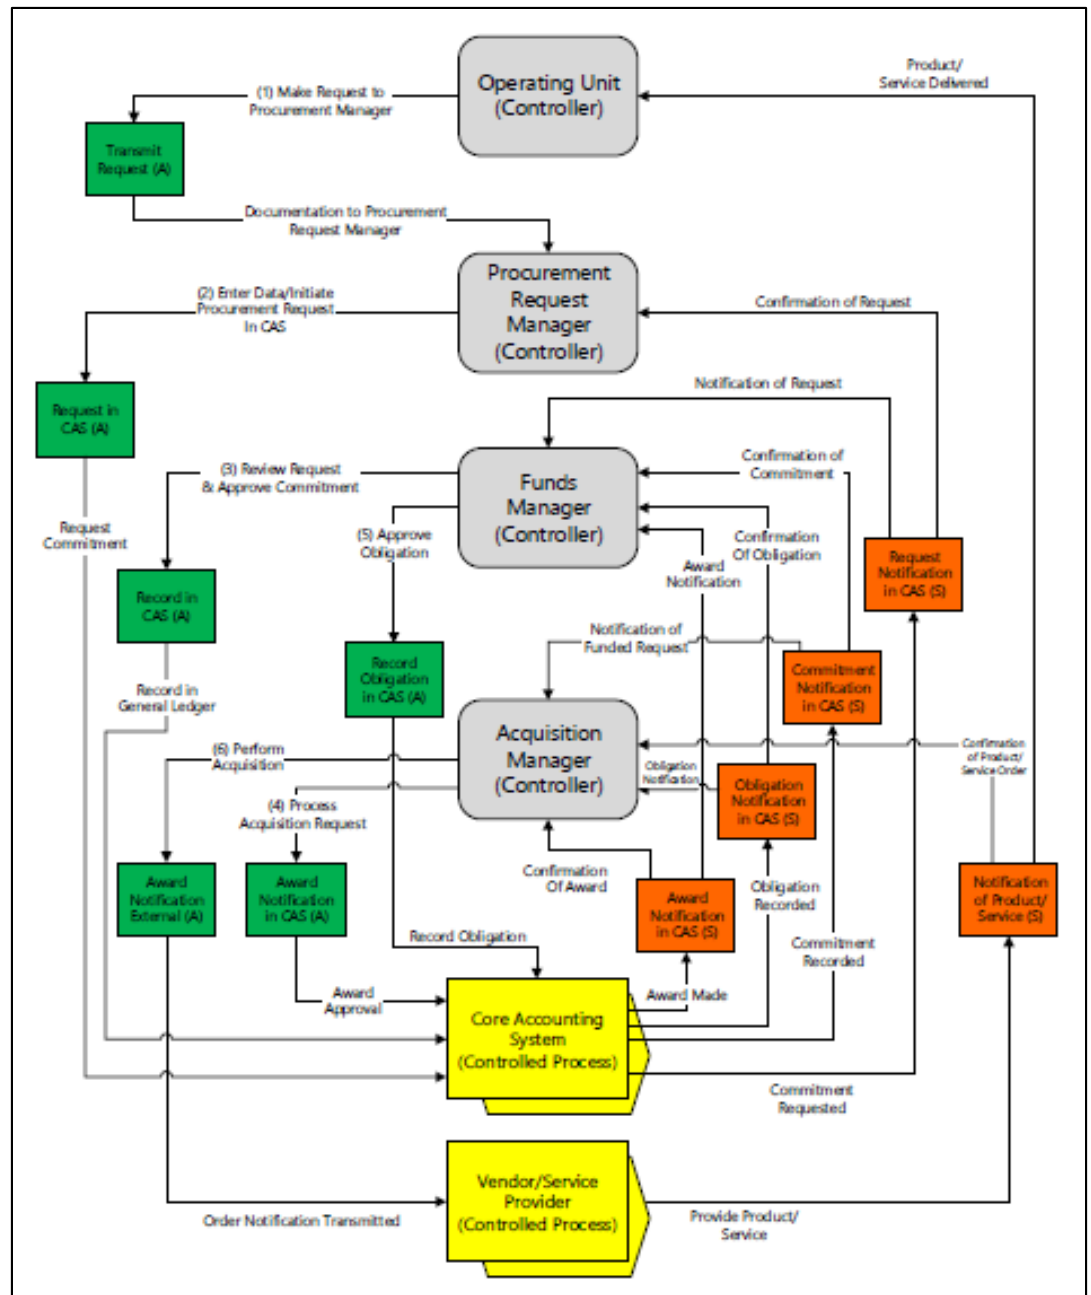 Operating Unit
(Controller)
Product/
Service Delivered
(1) Make Request to
Procurement Manager
Transmit
Request (A)
Documentation to Procurement
Request Manager
Procurement
Request
Manager
(Controller)
(2) Enter Data/Initiate
Procurement Request
In CAS
Confirmation of Request
Request in
CAS (A)
Notification of Request
Funds
Manager
(Controller)
(3) Review Request
& Approve Commitment
Confirmation of
Commitment
Request
Commitment
(5) Approve
Obligation
Confirmation
Of Obligation
Award
Notification
Request
Notification
in CAS (S)
Record in
CAS (A)
Notification of
Funded Request
Record
Obligation
in CAS (A)
Commitment
Notification
in CAS (S)
Record in
General Ledger
Acquisition
Manager
(Controller)
(6) Perform
Acquisition
Confirmation
of Product/
Service Order
Obligation
Notification
Obligation
Notification
in CAS (S)
(4) Process
Acquisition Request
Confirmation
Of Award
Award
Notification
External (A)
Award
Notification
in CAS (A)
Award
Notification
in CAS (S)
Obligation
Recorded
Notification
of Product/
Service (S)
Record Obligation
Commitment
Recorded
Award
Approval
Award Made
Core Accounting
System
(Controlled Process)
Commitment
Requested
Vendor/Service
Provider
(Controlled Process)
Order Notification Transmitted
Provide Product/
Service